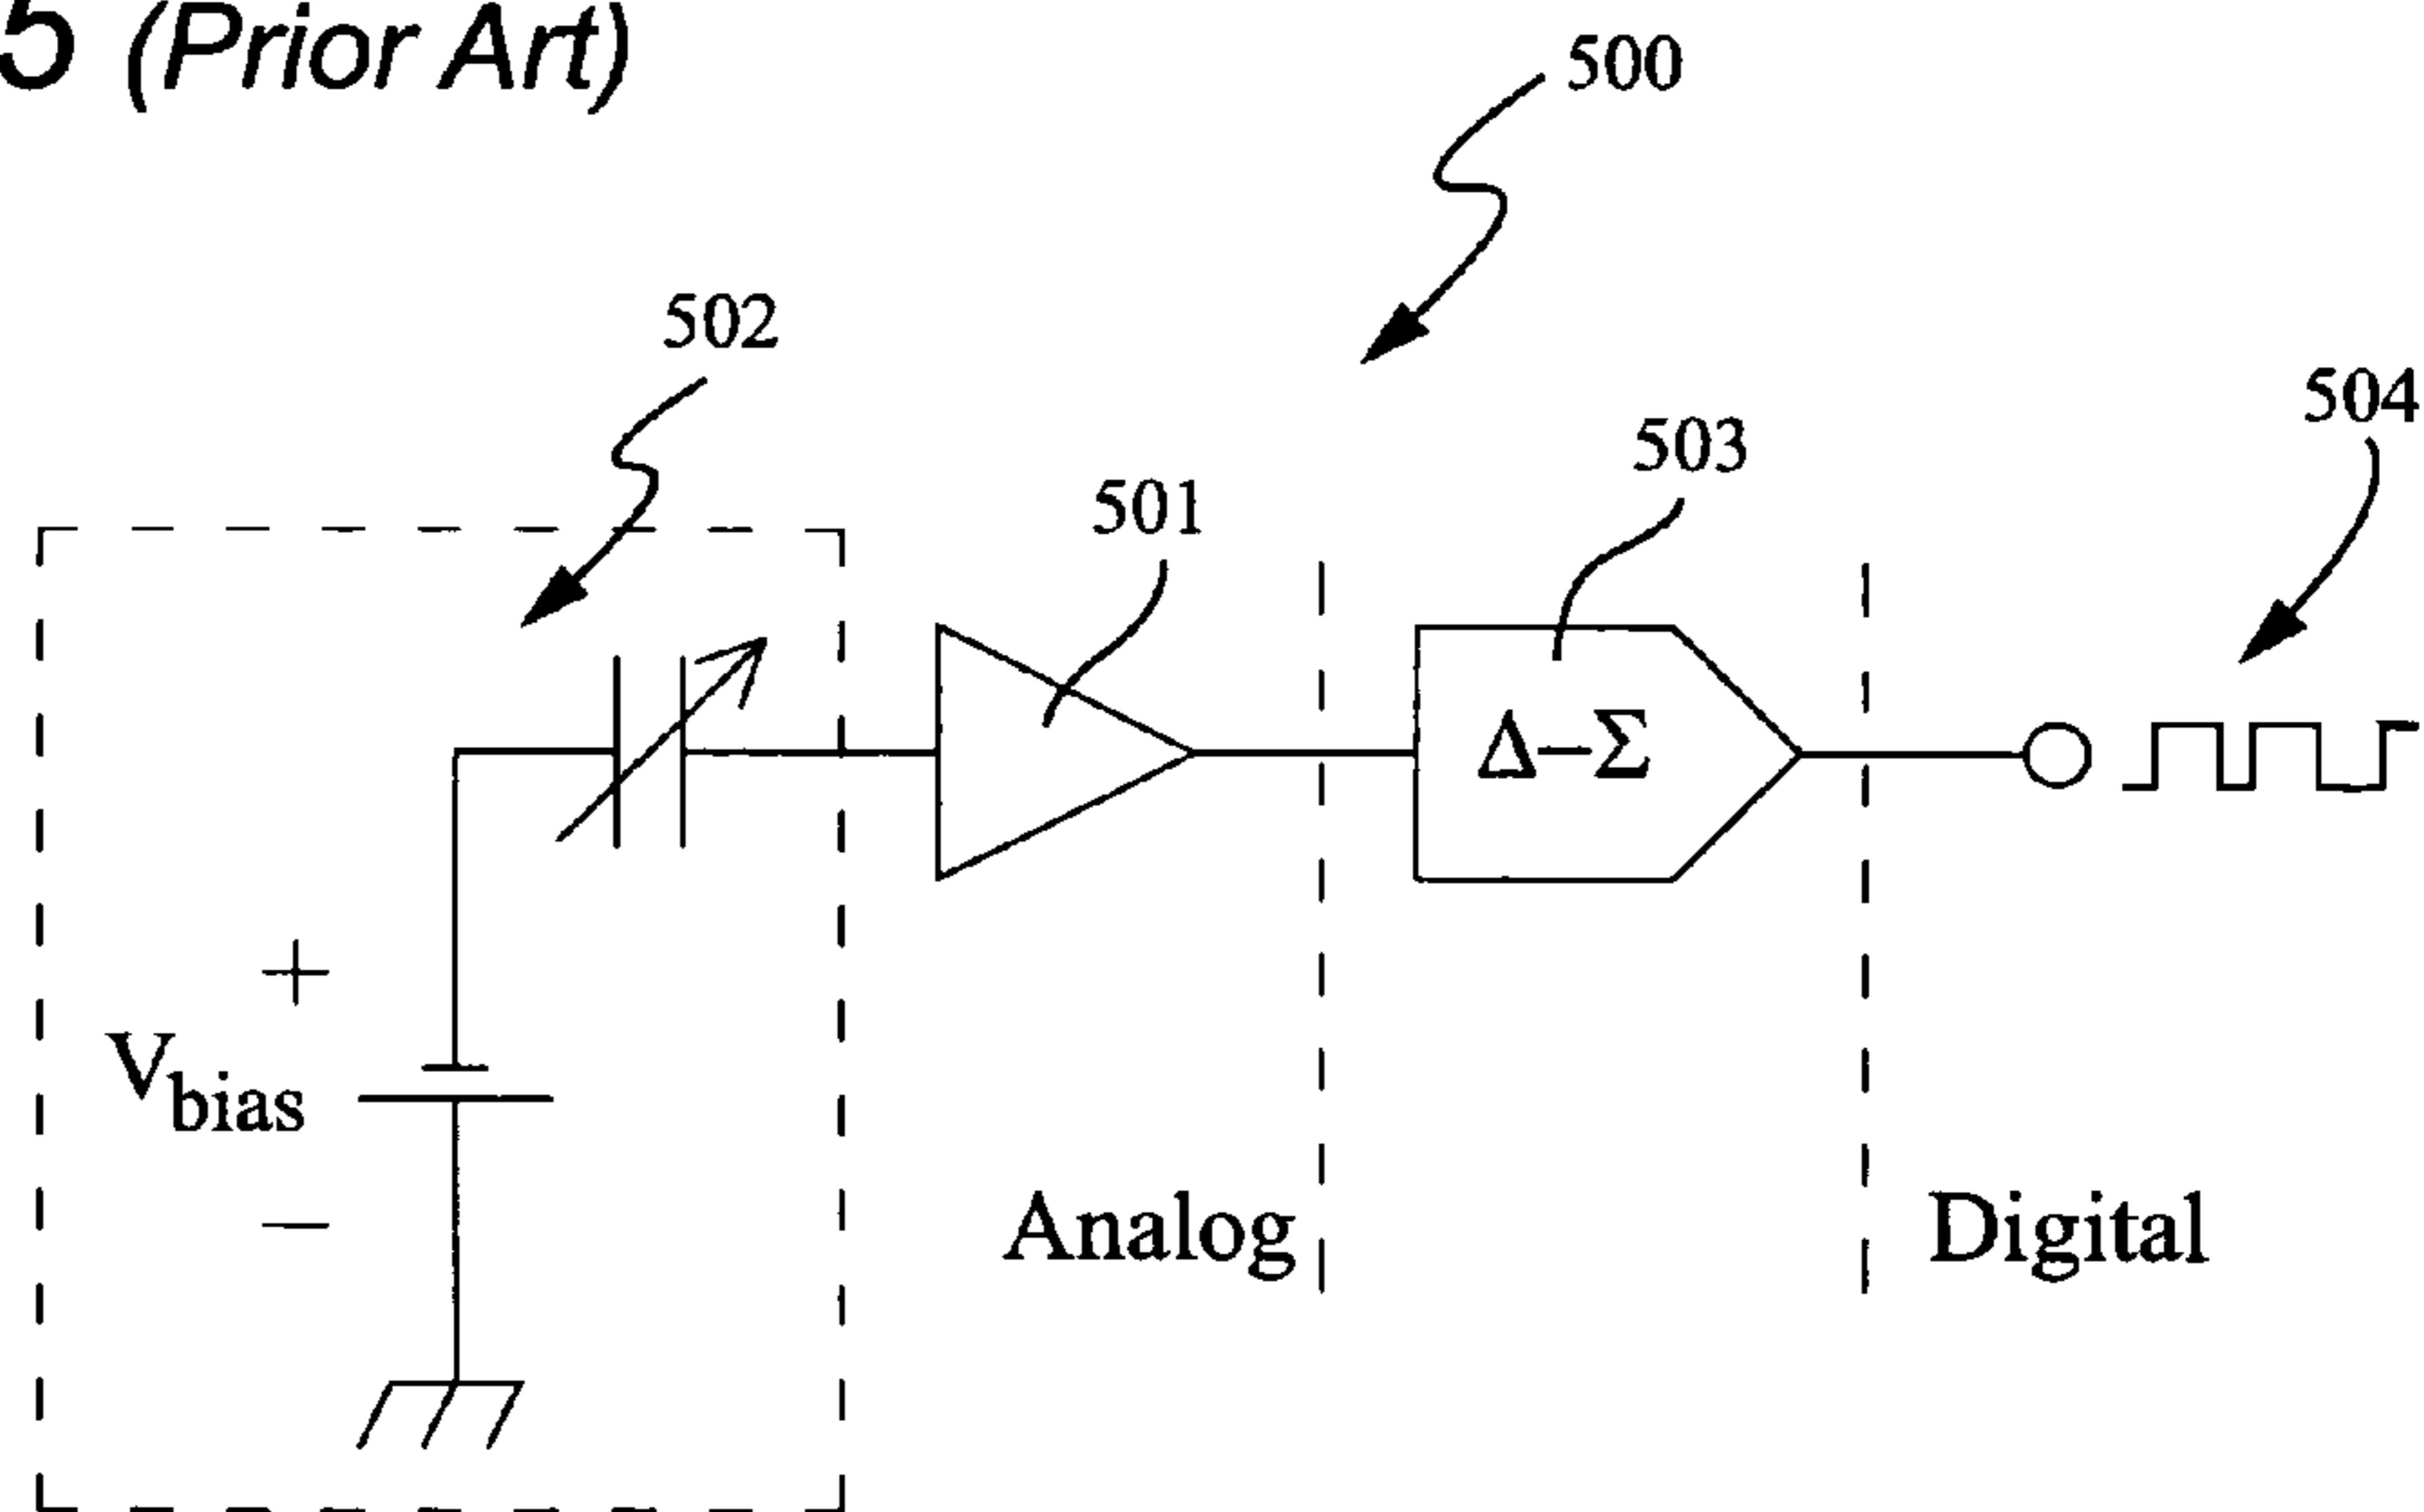 5 (Prior Art)
500
502
504
503
501
Δ–Σ
+
Vbias
–
Analog
Digital